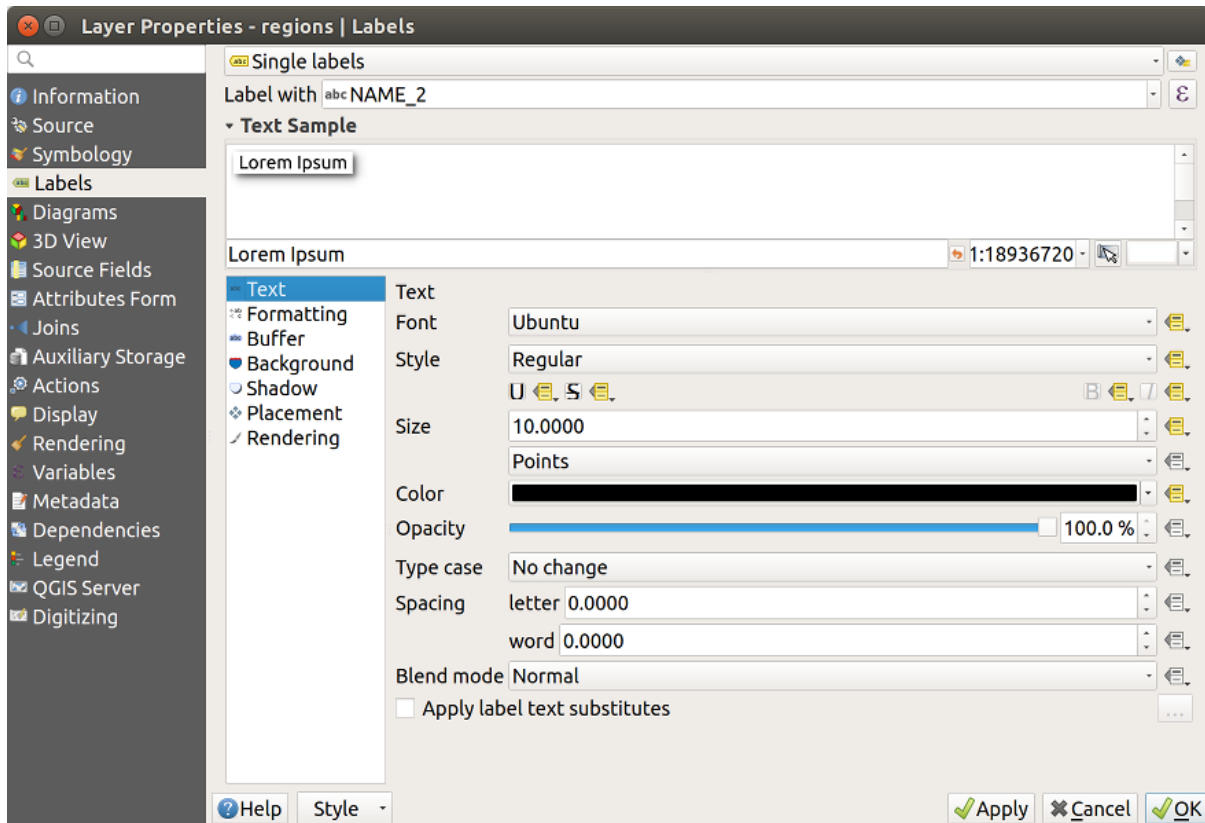 Layer Properties - regions | Labels
Information
Source
Symbology
Labels
Diagrams
3D View
Source Fields
Attributes Form
Joins
Auxiliary Storage
Actions
Display
Rendering
Variables
Metadata
Dependencies
Legend
QGIS Server
Digitizing
abc Single labels
Label with abc NAME_2 ε
Text Sample
Lorem Ipsum
Lorem Ipsum 1:18936720
Text
Formatting
Buffer
Background
Shadow
Placement
Rendering
Text
Font Ubuntu
Style Regular
U S B I
Size 10.0000
Points
Color
Opacity 100.0 %
Type case No change
Spacing letter 0.0000
word 0.0000
Blend mode Normal
Apply label text substitutes ...
Help Style Apply Cancel OK